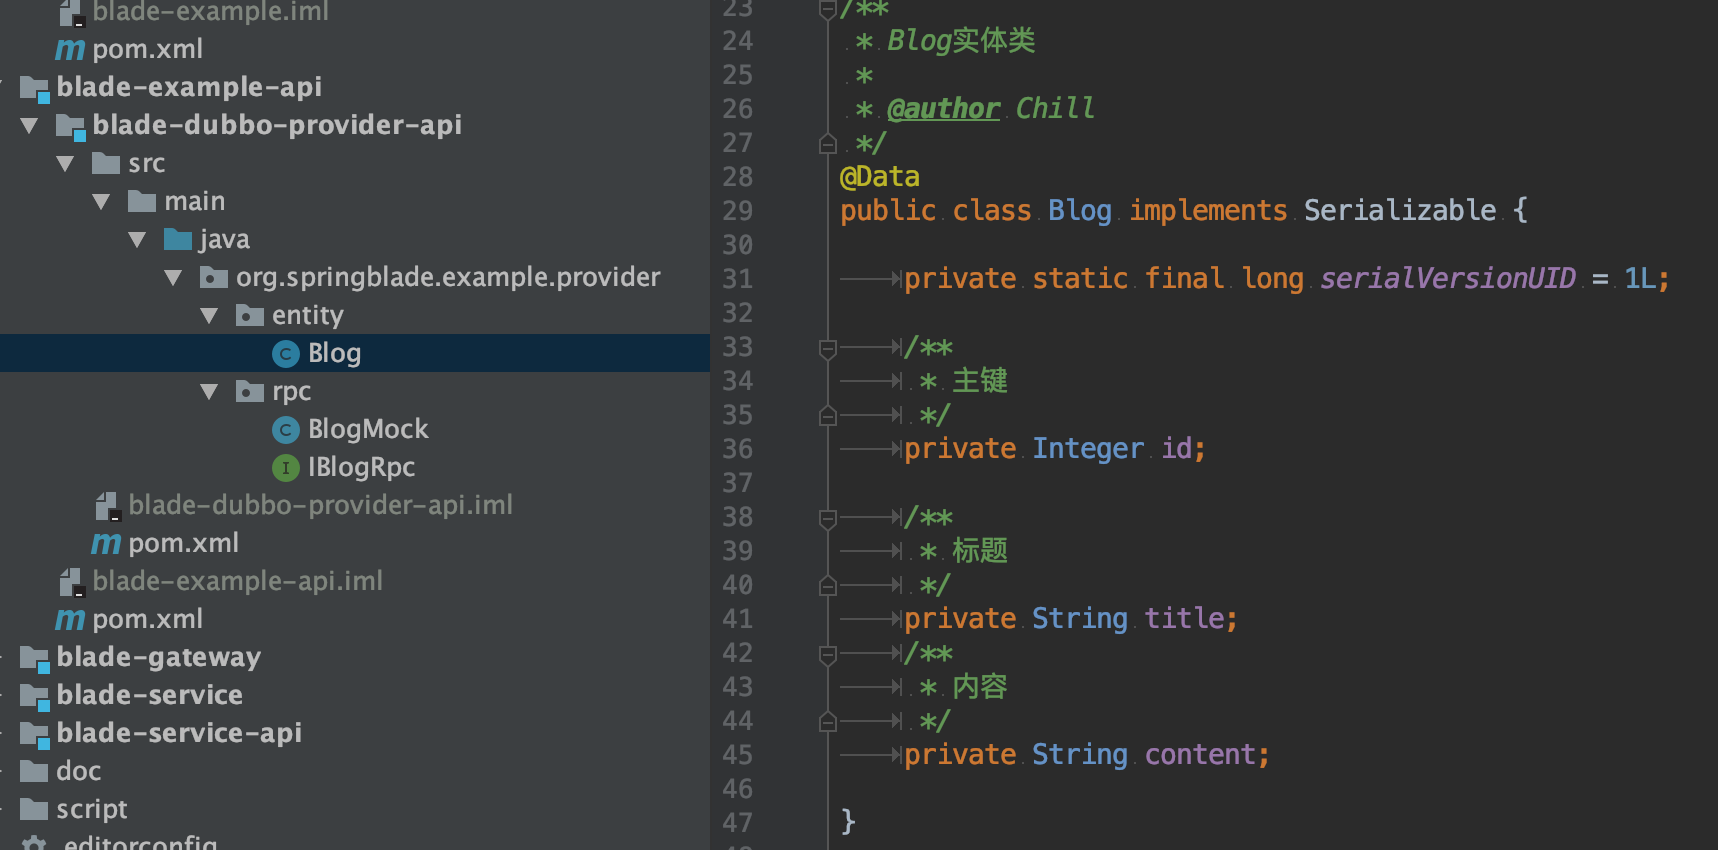 blade-example.iml
pom.xml
blade-example-api
blade-dubbo-provider-api
src
main
java
org.springblade.example.provider
entity
Blog
rpc
BlogMock
IBlogRpc
blade-dubbo-provider-api.iml
pom.xml
blade-example-api.iml
pom.xml
blade-gateway
blade-service
blade-service-api
doc
script
.editorconfig
23 /**
24 * Blog实体类
25 *
26 * @author Chill
27 */
28 @Data
29 public class Blog implements Serializable {
30
31 private static final long serialVersionUID = 1L;
32
33 /**
34 * 主键
35 */
36 private Integer id;
37
38 /**
39 * 标题
40 */
41 private String title;
42 /**
43 * 内容
44 */
45 private String content;
46
47 }